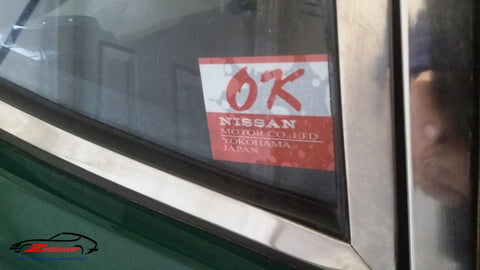 OK
NISSAN
MOTOR CO., LTD
YOKOHAMA
JAPAN